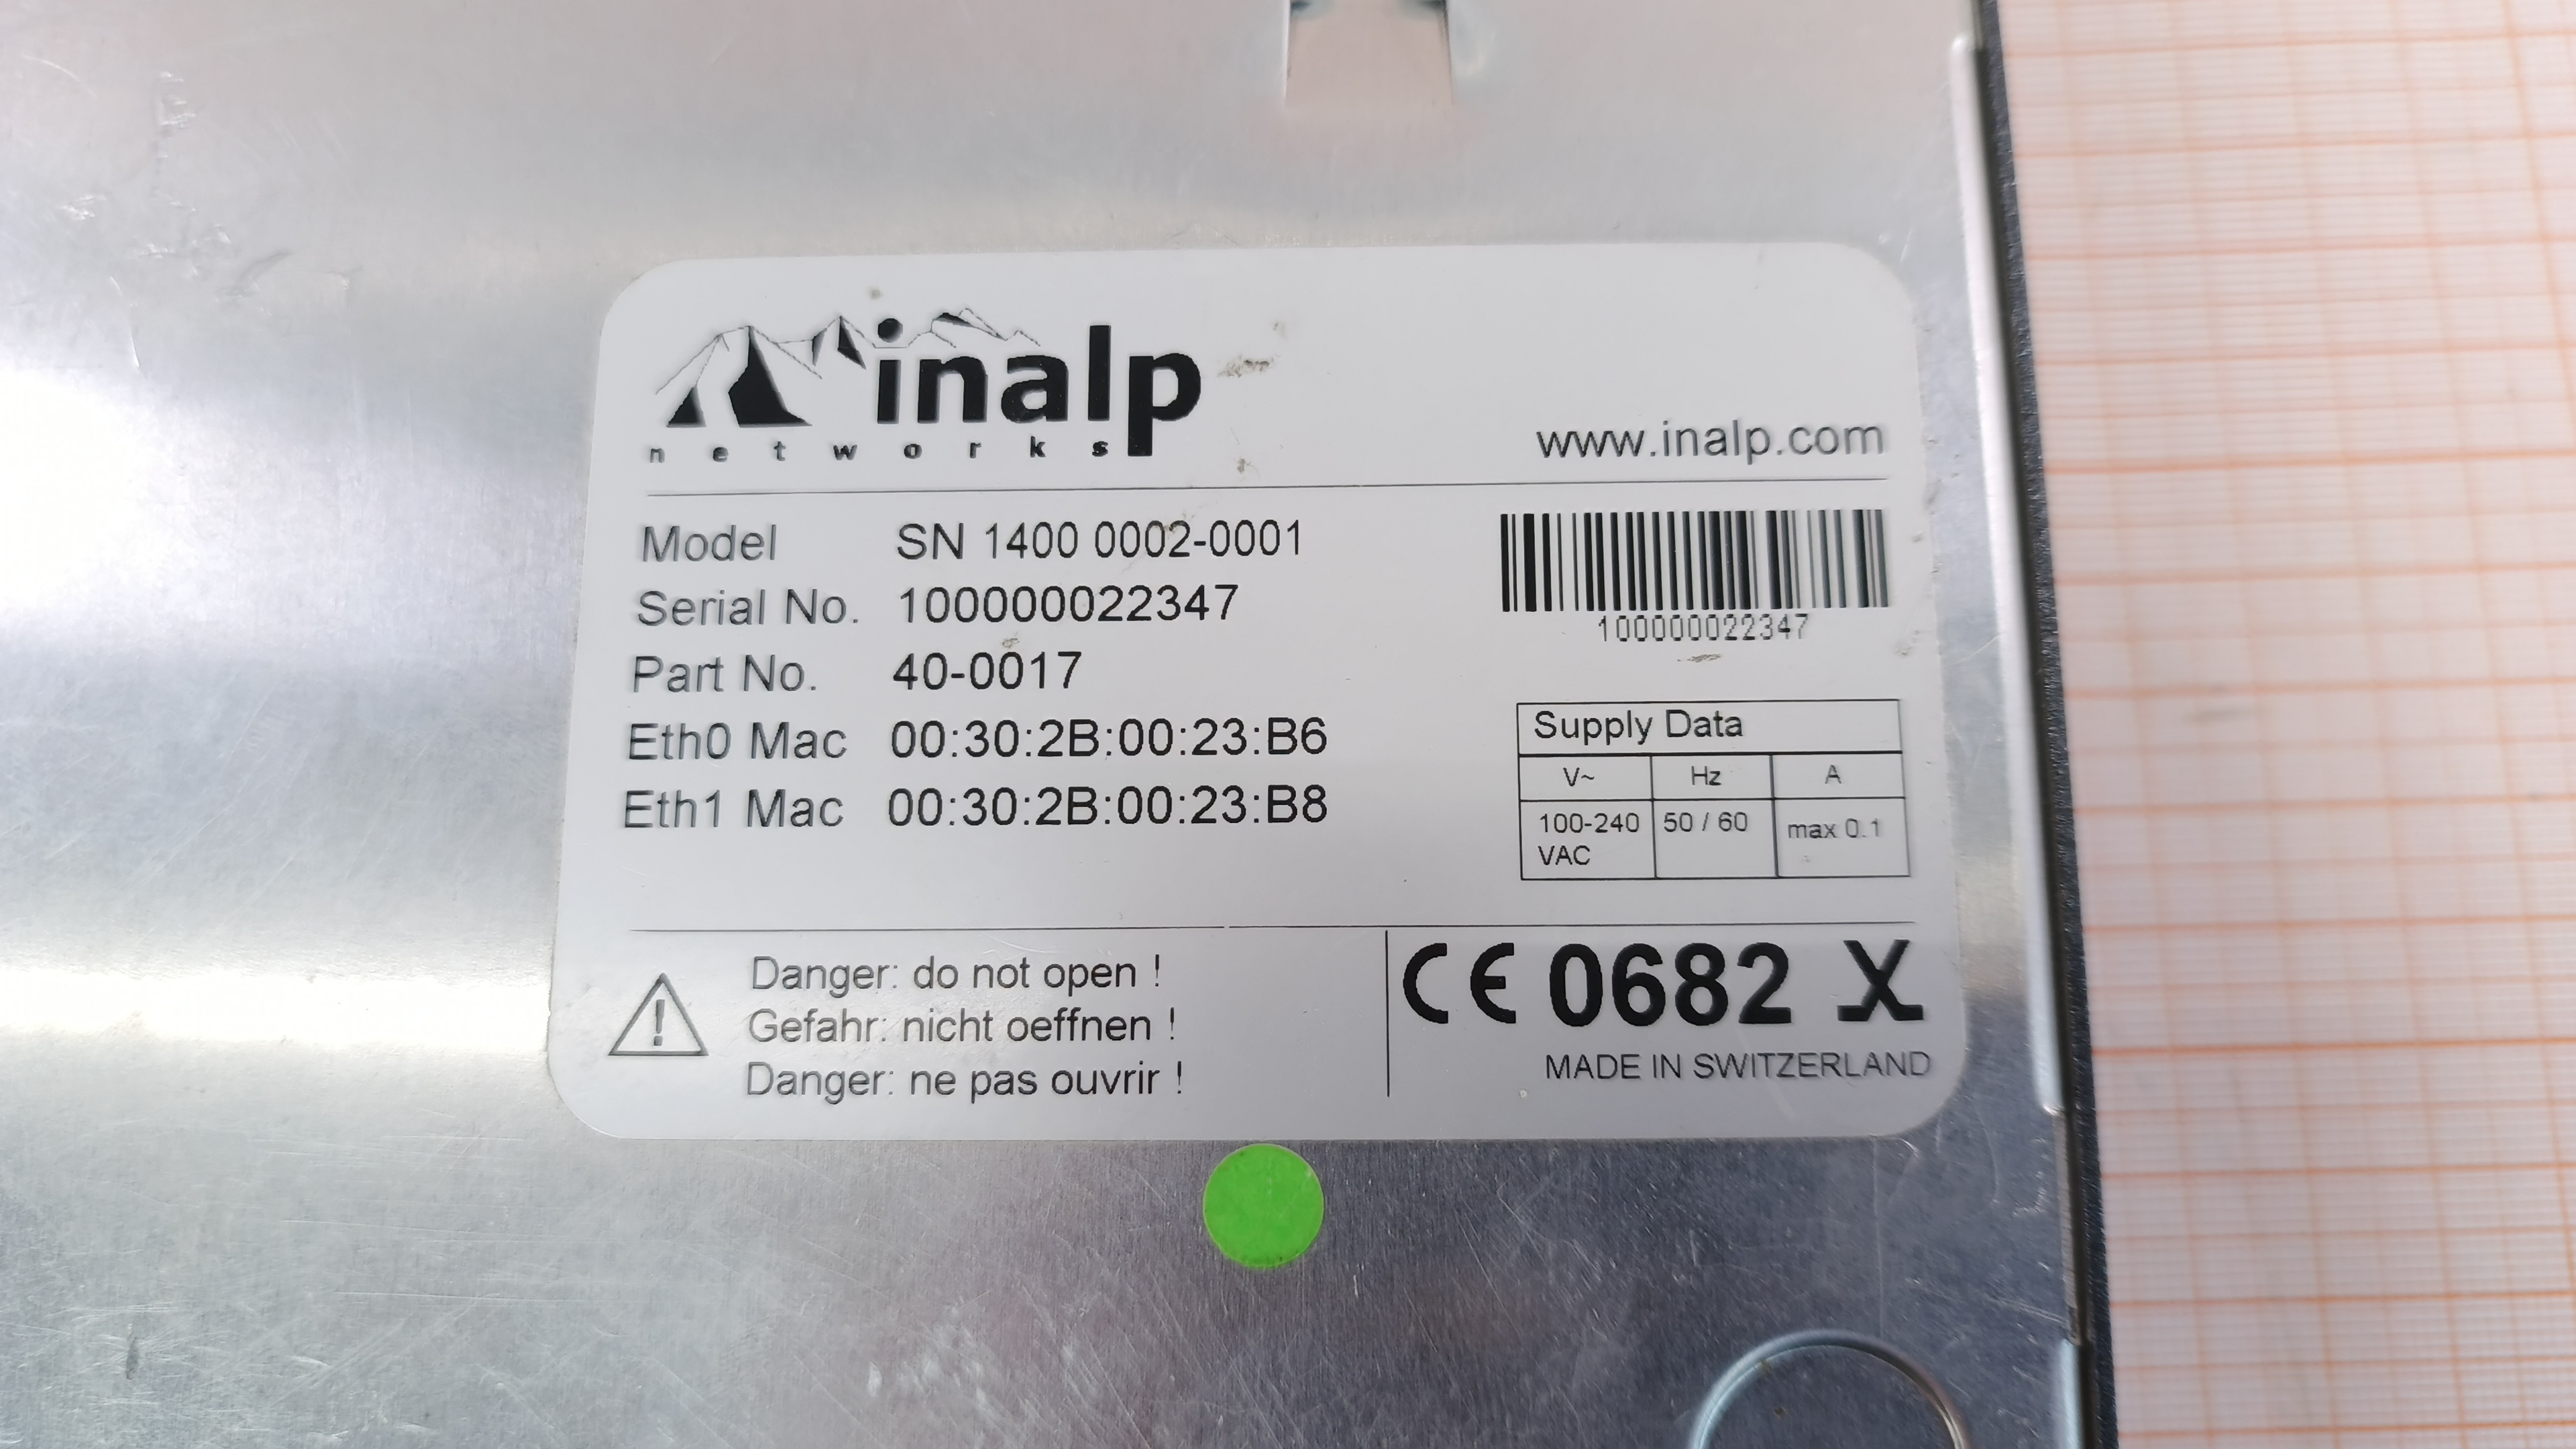 inalp
networks
www.inalp.com
Model SN 1400 0002-0001
Serial No. 100000022347
Part No. 40-0017
Eth0 Mac 00:30:2B:00:23:B6
Eth1 Mac 00:30:2B:00:23:B8
100000022347
Supply Data
V~ Hz A
100-240 VAC 50 / 60 max 0.1
Danger: do not open !
Gefahr: nicht oeffnen !
Danger: ne pas ouvrir !
CE 0682 X
MADE IN SWITZERLAND